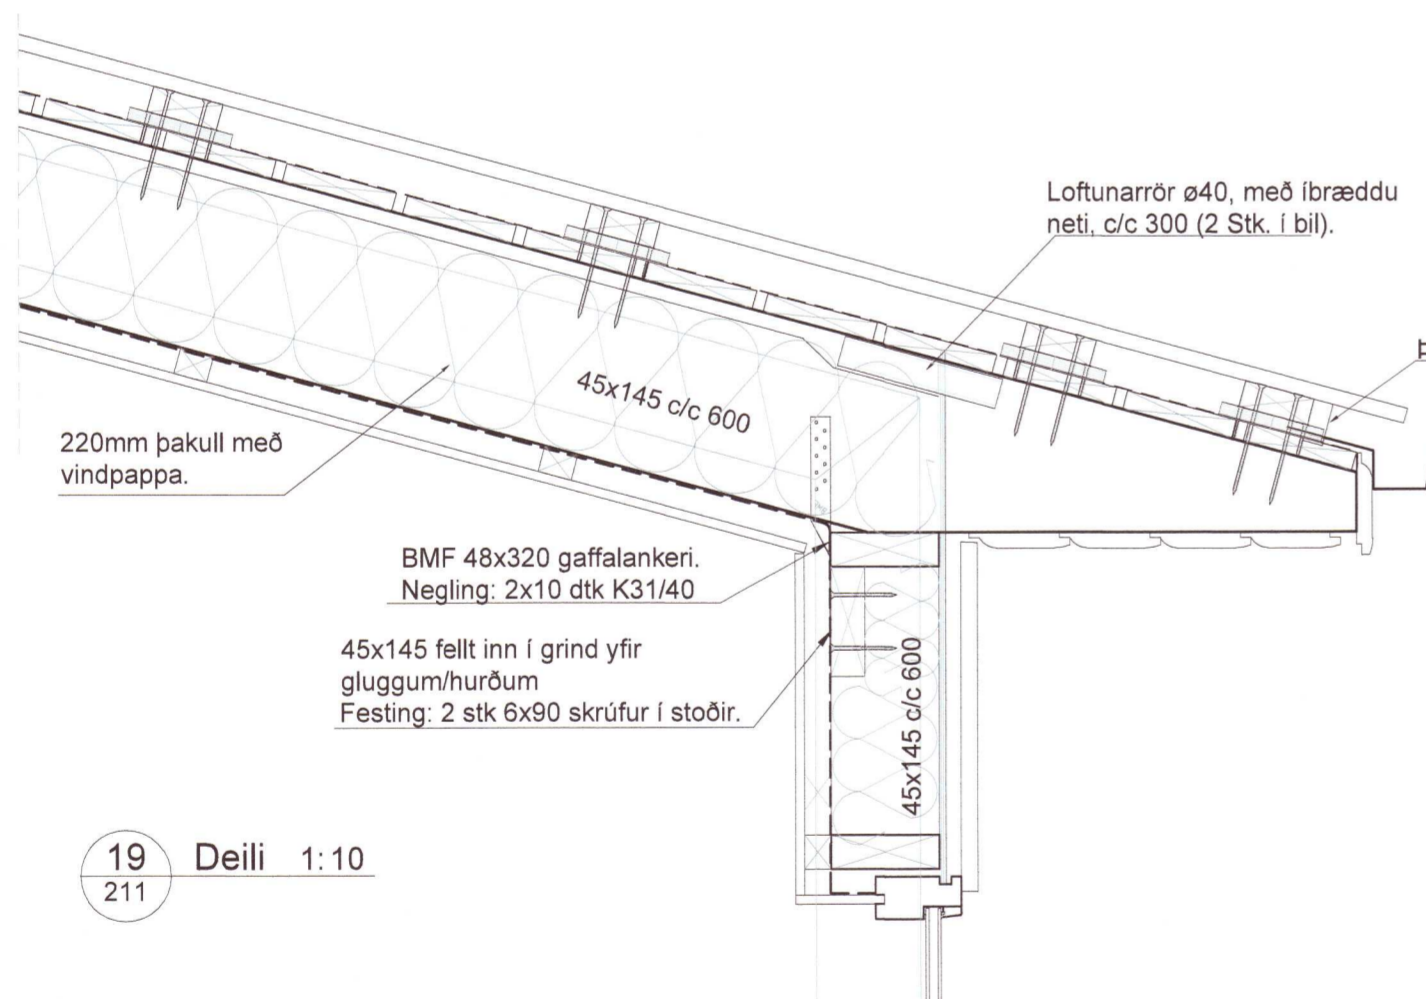 Loftunarrör ø40, með íbræddu
neti, c/c 300 (2 Stk. í bil).
45x145 c/c 600
220mm þakull með
vindpappa.
BMF 48x320 gaffalankeri.
Negling: 2x10 dtk K31/40
45x145 fellt inn í grind yfir
gluggum/hurðum
Festing: 2 stk 6x90 skrúfur í stoðir.
45x145 c/c 600
19
211
Deili 1:10